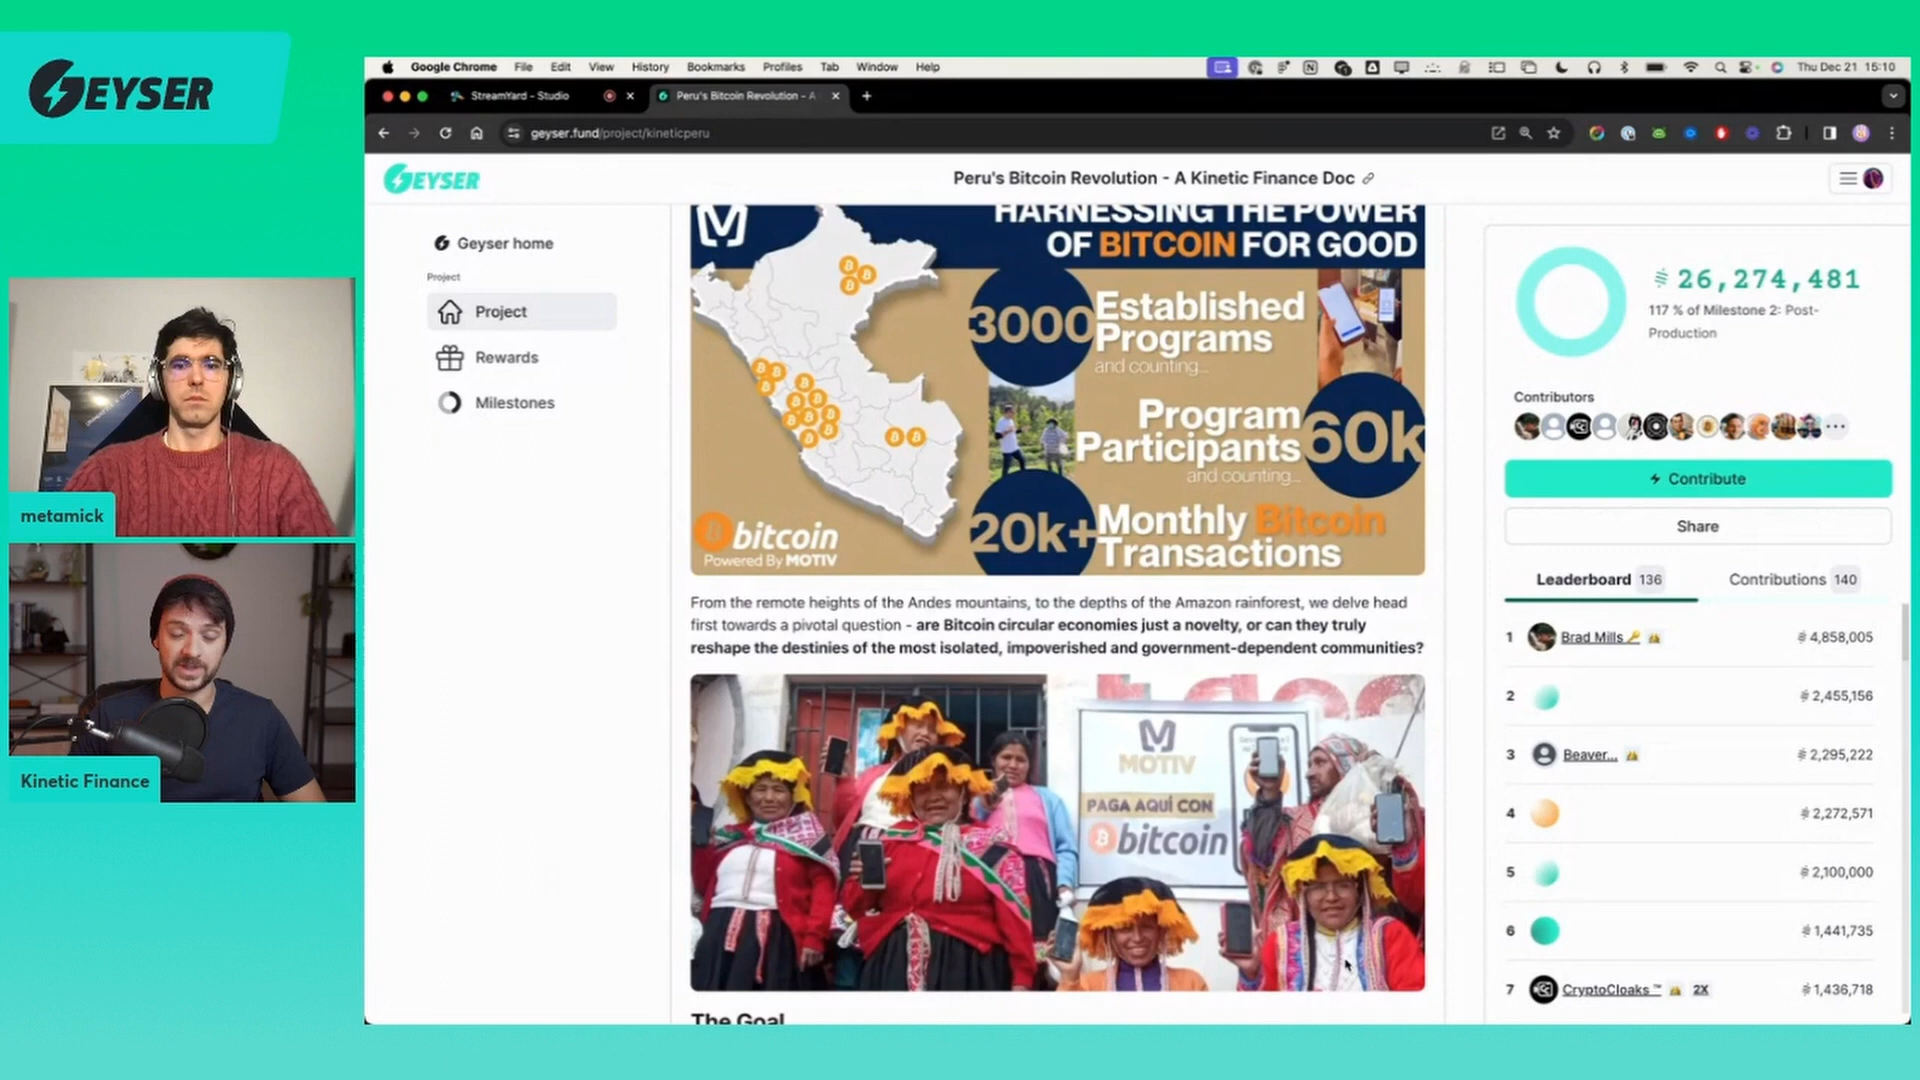 GEYSER
Google Chrome File Edit View History Bookmarks Profiles Tab Window Help
Thu Dec 21 15:10
StreamYard - Studio
Peru's Bitcoin Revolution - A
geyser.fund/project/kineticperu
GEYSER
Peru's Bitcoin Revolution - A Kinetic Finance Doc
Geyser home
Project
Project
Rewards
Milestones
HARNESSING THE POWER
OF BITCOIN FOR GOOD
3000 Established
Programs
and counting...
Program
Participants 60k
and counting...
20k+ Monthly Bitcoin
Transactions
bitcoin
Powered By MOTIV
From the remote heights of the Andes mountains, to the depths of the Amazon rainforest, we delve head
first towards a pivotal question - are Bitcoin circular economies just a novelty, or can they truly
reshape the destinies of the most isolated, impoverished and government-dependent communities?
MOTIV
PAGA AQUÍ CON
bitcoin
The Goal
26,274,481
117 % of Milestone 2: Post-
Production
Contributors
Contribute
Share
Leaderboard 136
Contributions 140
1 Brad Mills 4,858,005
2 2,455,156
3 Beaver... 2,295,222
4 2,272,571
5 2,100,000
6 1,441,735
7 CryptoCloaks ™ 2X 1,436,718
metamick
Kinetic Finance